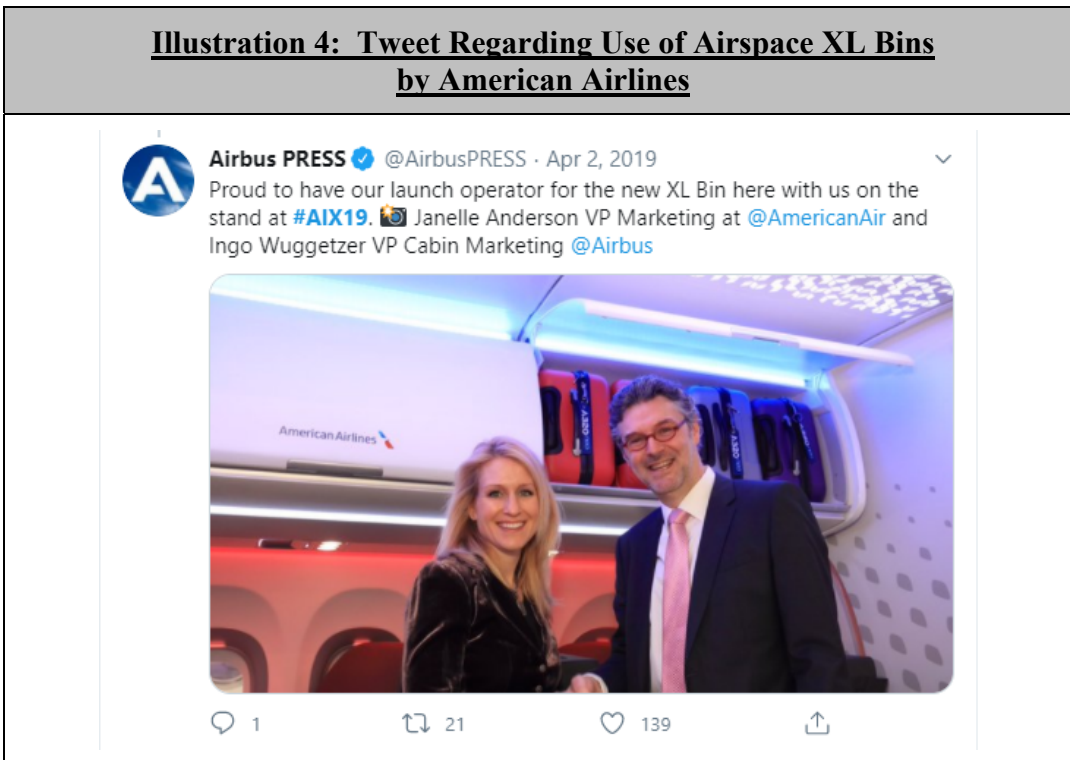 Illustration 4:  Tweet Regarding Use of Airspace XL Bins
by American Airlines
Airbus PRESS @AirbusPRESS · Apr 2, 2019
Proud to have our launch operator for the new XL Bin here with us on the
stand at #AIX19. 📸 Janelle Anderson VP Marketing at @AmericanAir and
Ingo Wuggetzer VP Cabin Marketing @Airbus
American Airlines
A320
A320
1 21 139